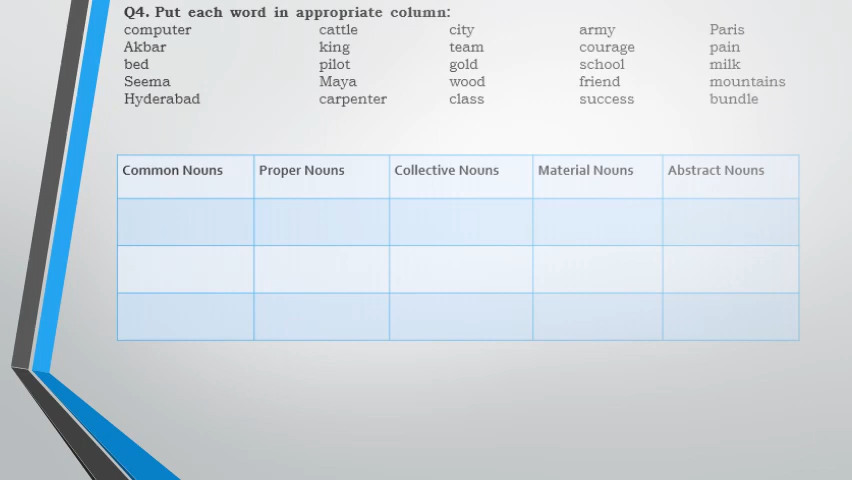 Q4. Put each word in appropriate column:
computer cattle city army Paris
Akbar king team courage pain
bed pilot gold school milk
Seema Maya wood friend mountains
Hyderabad carpenter class success bundle
Common Nouns Proper Nouns Collective Nouns Material Nouns Abstract Nouns